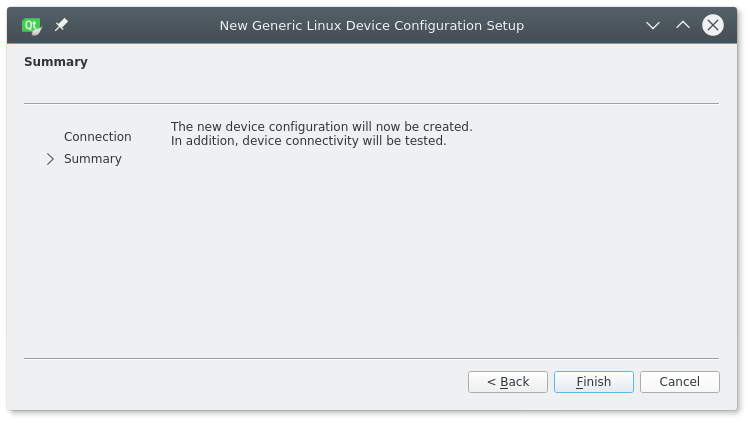 Qt
New Generic Linux Device Configuration Setup
Summary
Connection
Summary
The new device configuration will now be created.
In addition, device connectivity will be tested.
< Back
Finish
Cancel